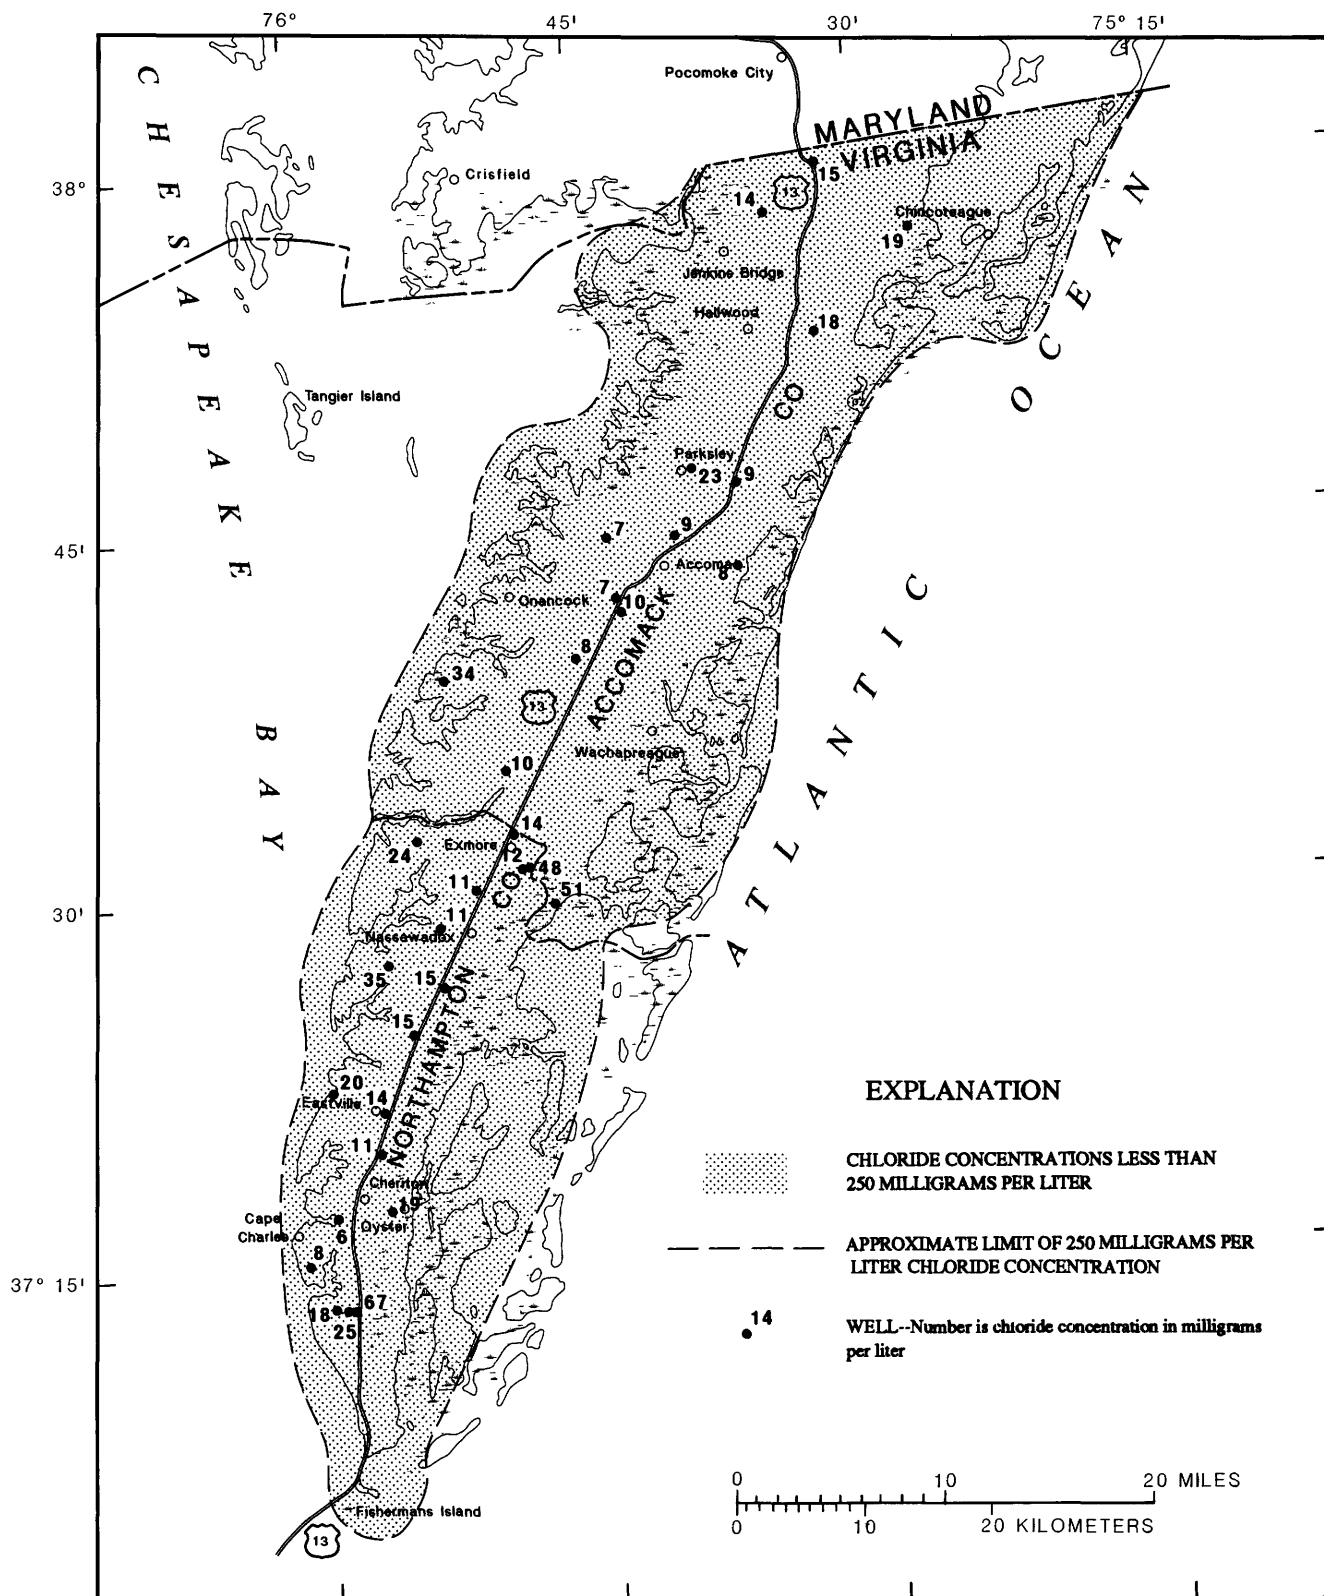 76°
45'
30'
75° 15'
Pocomoke City
MARYLAND
VIRGINIA
CHESAPEAKE BAY
Crisfield
38°
15
13
14
Chincoteague
19
Jenkins Bridge
Hallwood
18
ATLANTIC OCEAN
Tangier Island
CO
Parksley
23
9
7
9
45'
Accomac
8
7
Onancock
10
ACCOMACK
8
34
13
Wachapreague
10
14
Exmore
24
12
48
CO
11
51
30'
11
Nassawadox
35
15
NORTHAMPTON
15
20
14
Eastville
11
Cheriton
19
Cape
Charles
6
Oyster
8
37° 15'
18
67
25
Fishermans Island
13
EXPLANATION
CHLORIDE CONCENTRATIONS LESS THAN
250 MILLIGRAMS PER LITER
APPROXIMATE LIMIT OF 250 MILLIGRAMS PER
LITER CHLORIDE CONCENTRATION
14
WELL--Number is chloride concentration in milligrams
per liter
0 10 20 MILES
0 10 20 KILOMETERS